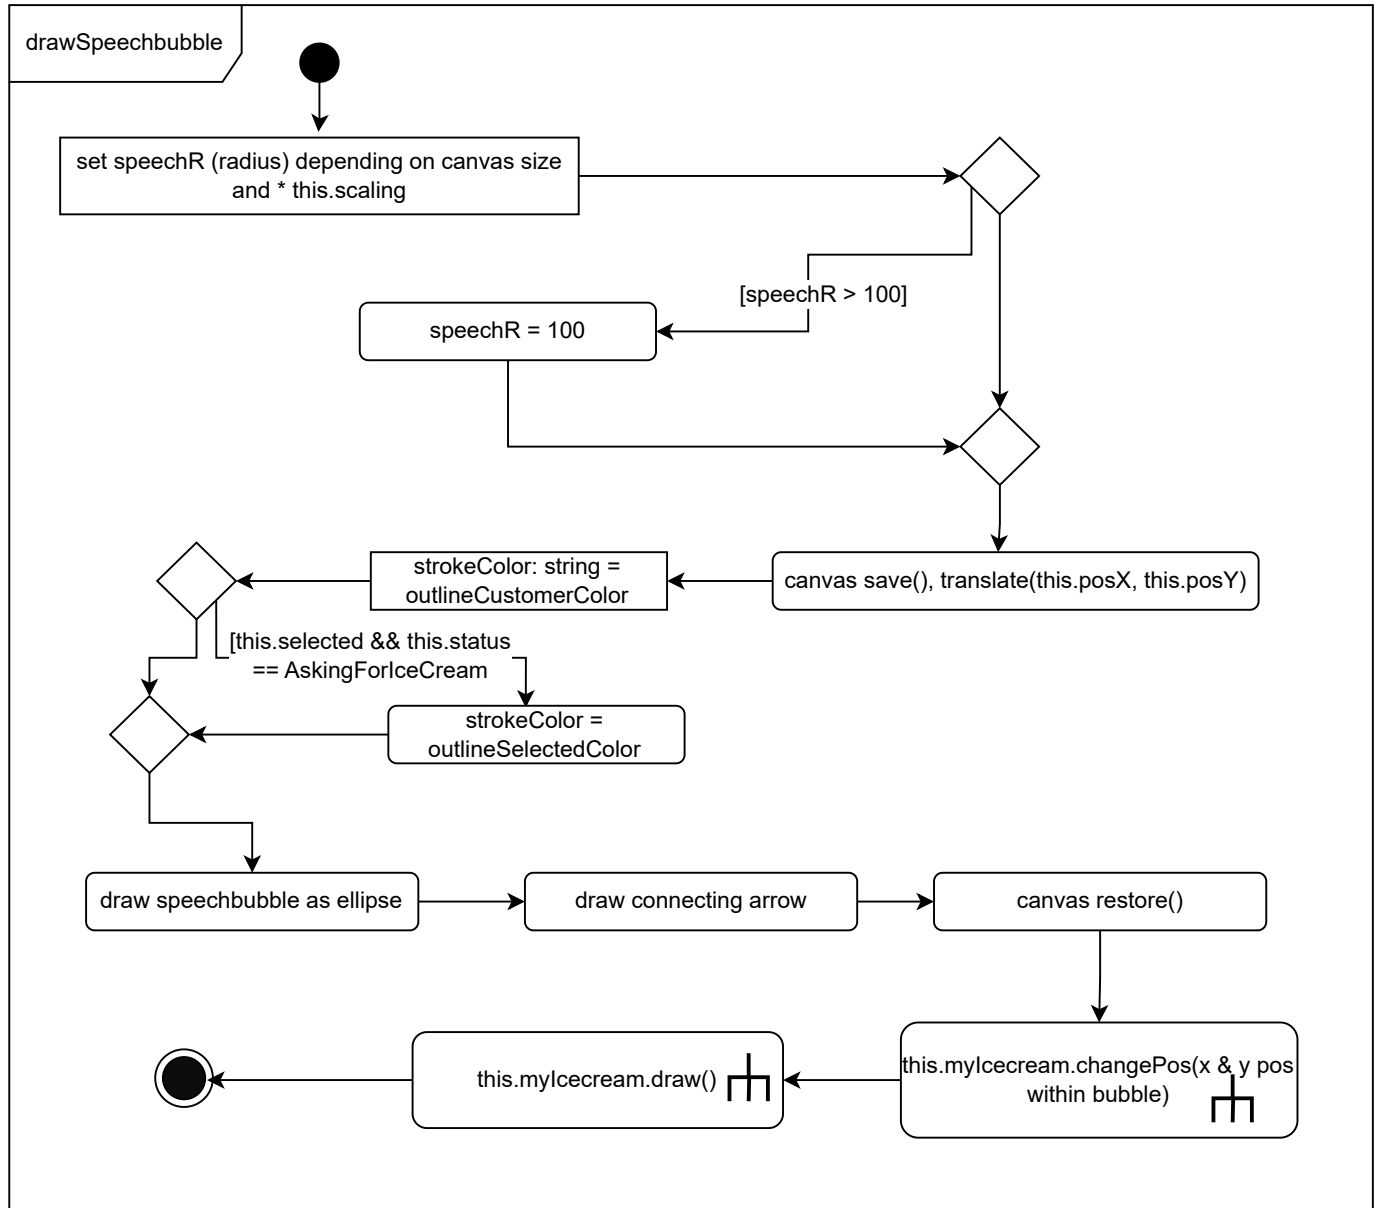 drawSpeechbubble
set speechR (radius) depending on canvas size
and * this.scaling
[speechR > 100]
speechR = 100
canvas save(), translate(this.posX, this.posY)
strokeColor: string =
outlineCustomerColor
[this.selected && this.status
== AskingForIceCream
strokeColor =
outlineSelectedColor
draw speechbubble as ellipse
draw connecting arrow
canvas restore()
this.myIcecream.changePos(x & y pos
within bubble)
this.myIcecream.draw()